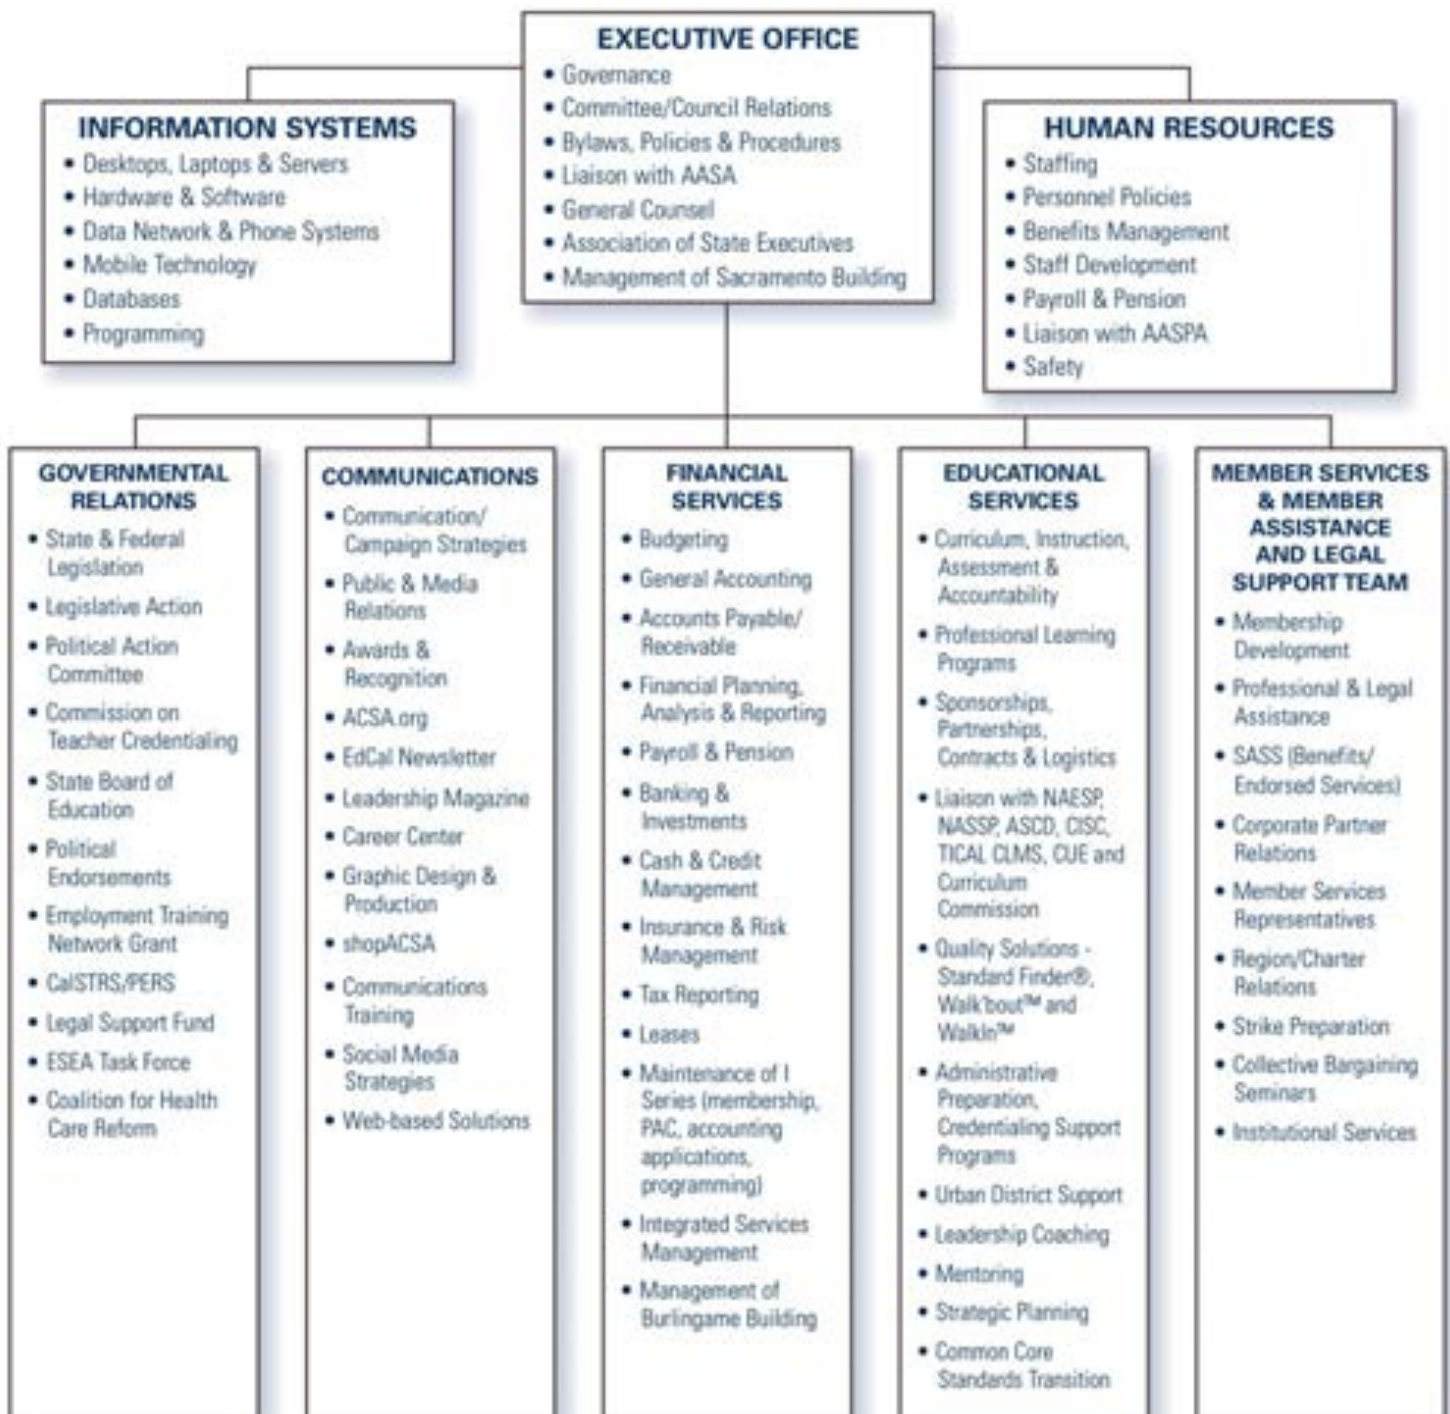 EXECUTIVE OFFICE
• Governance
• Committee/Council Relations
• Bylaws, Policies & Procedures
• Liaison with AASA
• General Counsel
• Association of State Executives
• Management of Sacramento Building
INFORMATION SYSTEMS
• Desktops, Laptops & Servers
• Hardware & Software
• Data Network & Phone Systems
• Mobile Technology
• Databases
• Programming
HUMAN RESOURCES
• Staffing
• Personnel Policies
• Benefits Management
• Staff Development
• Payroll & Pension
• Liaison with AASPA
• Safety
GOVERNMENTAL
RELATIONS
• State & Federal
Legislation
• Legislative Action
• Political Action
Committee
• Commission on
Teacher Credentialing
• State Board of
Education
• Political
Endorsements
• Employment Training
Network Grant
• CalSTRS/PERS
• Legal Support Fund
• ESEA Task Force
• Coalition for Health
Care Reform
COMMUNICATIONS
• Communication/
Campaign Strategies
• Public & Media
Relations
• Awards &
Recognition
• ACSA.org
• EdCal Newsletter
• Leadership Magazine
• Career Center
• Graphic Design &
Production
• shopACSA
• Communications
Training
• Social Media
Strategies
• Web-based Solutions
FINANCIAL
SERVICES
• Budgeting
• General Accounting
• Accounts Payable/
Receivable
• Financial Planning,
Analysis & Reporting
• Payroll & Pension
• Banking &
Investments
• Cash & Credit
Management
• Insurance & Risk
Management
• Tax Reporting
• Leases
• Maintenance of I
Series (membership,
PAC, accounting
applications,
programming)
• Integrated Services
Management
• Management of
Burlingame Building
EDUCATIONAL
SERVICES
• Curriculum, Instruction,
Assessment &
Accountability
• Professional Learning
Programs
• Sponsorships,
Partnerships,
Contracts & Logistics
• Liaison with NAESP,
NASSP, ASCD, CISC,
TICAL CLMS, CUE and
Curriculum
Commission
• Quality Solutions -
Standard Finder®,
Walk'bout™ and
WalkIn™
• Administrative
Preparation,
Credentialing Support
Programs
• Urban District Support
• Leadership Coaching
• Mentoring
• Strategic Planning
• Common Core
Standards Transition
MEMBER SERVICES
& MEMBER
ASSISTANCE
AND LEGAL
SUPPORT TEAM
• Membership
Development
• Professional & Legal
Assistance
• SASS (Benefits/
Endorsed Services)
• Corporate Partner
Relations
• Member Services
Representatives
• Region/Charter
Relations
• Strike Preparation
• Collective Bargaining
Seminars
• Institutional Services